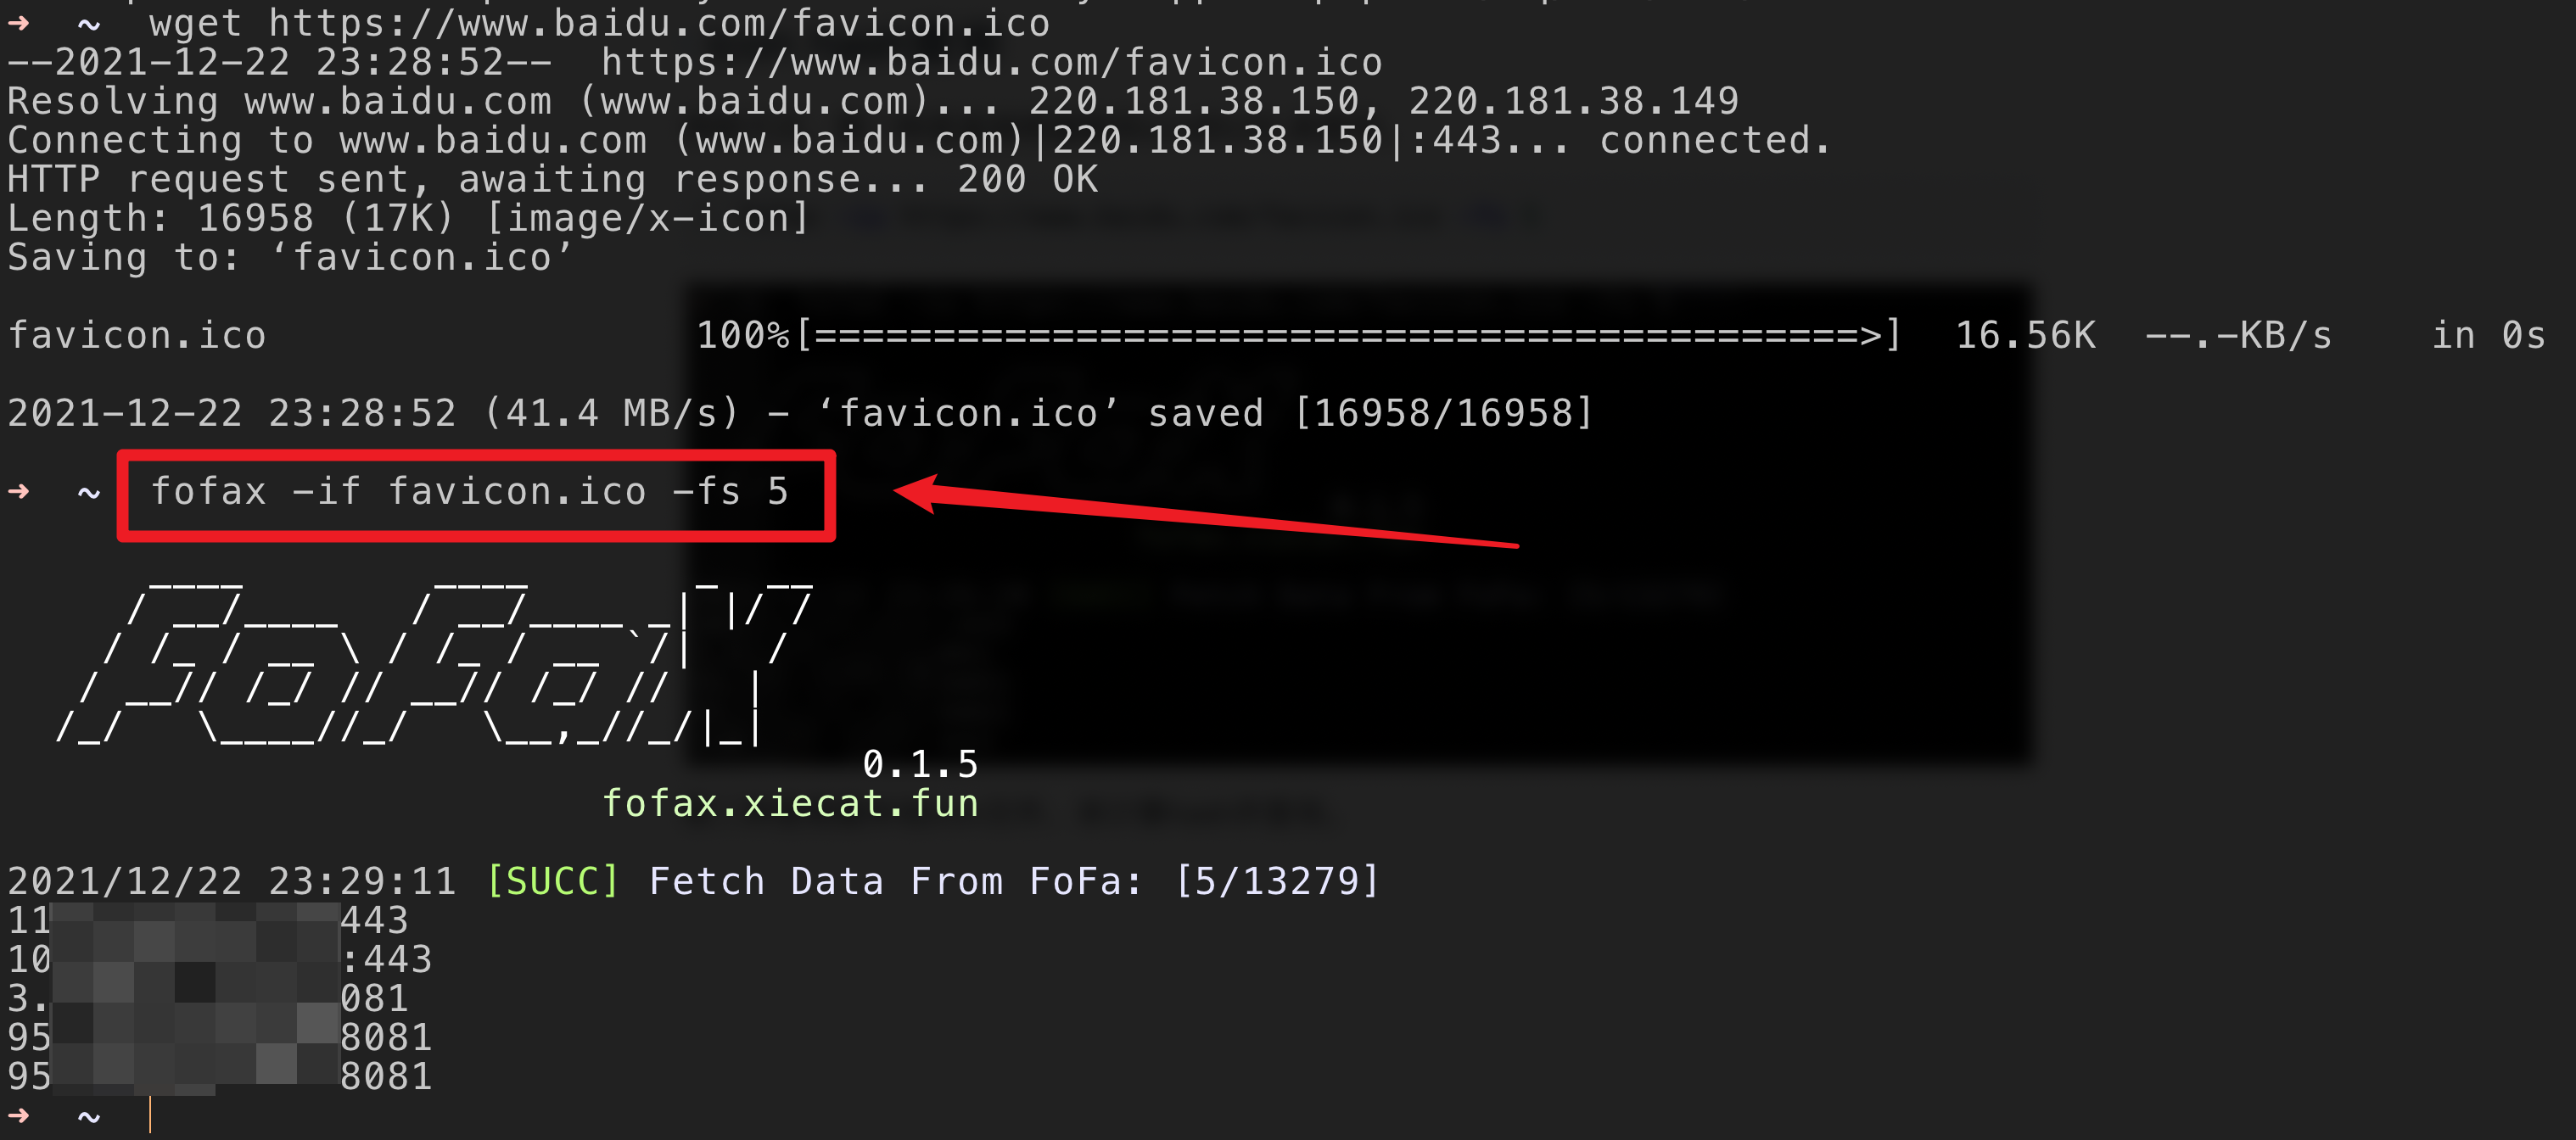 ➜  ~  wget https://www.baidu.com/favicon.ico
--2021-12-22 23:28:52--  https://www.baidu.com/favicon.ico
Resolving www.baidu.com (www.baidu.com)... 220.181.38.150, 220.181.38.149
Connecting to www.baidu.com (www.baidu.com)|220.181.38.150|:443... connected.
HTTP request sent, awaiting response... 200 OK
Length: 16958 (17K) [image/x-icon]
Saving to: ‘favicon.ico’
favicon.ico 100%[============================================>] 16.56K --.-KB/s in 0s
2021-12-22 23:28:52 (41.4 MB/s) - ‘favicon.ico’ saved [16958/16958]
➜  ~  fofax -if favicon.ico -fs 5
FoFaX
0.1.5
fofax.xiecat.fun
2021/12/22 23:29:11 [SUCC] Fetch Data From FoFa: [5/13279]
11 443
10 :443
3. 081
95 8081
95 8081
➜  ~